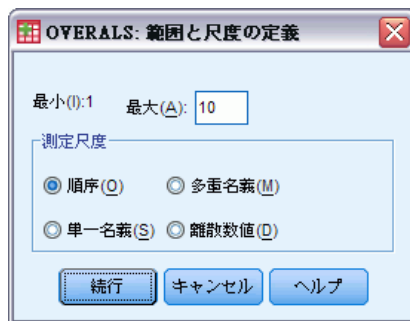 OVERALS: 範囲と尺度の定義
最小(I):1 最大(A): 10
測定尺度
順序(O) 多重名義(M)
単一名義(S) 離散数値(D)
続行 キャンセル ヘルプ